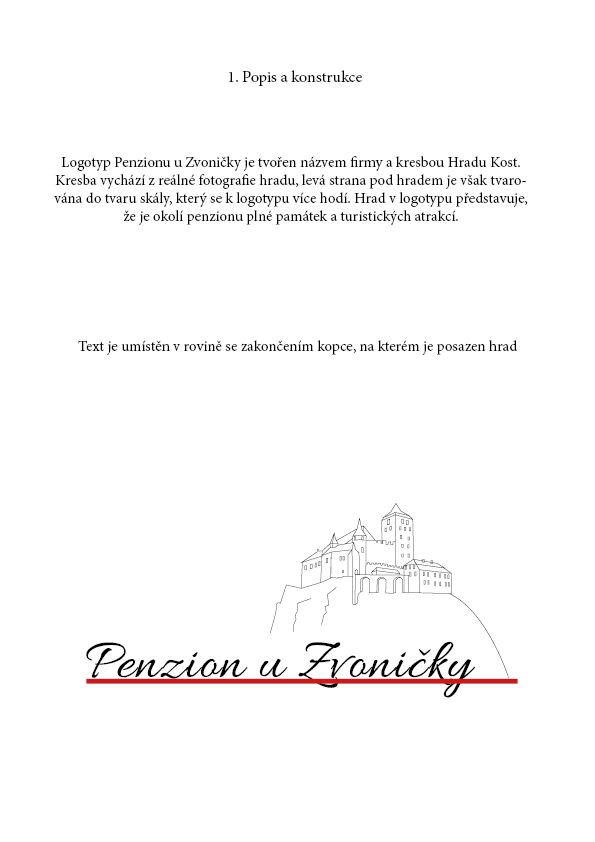 1. Popis a konstrukce
Logotyp Penzionu u Zvoničky je tvořen názvem firmy a kresbou Hradu Kost.
Kresba vychází z reálné fotografie hradu, levá strana pod hradem je však tvaro-
vána do tvaru skály, který se k logotypu více hodí. Hrad v logotypu představuje,
že je okolí penzionu plné památek a turistických atrakcí.
Text je umístěn v rovině se zakončením kopce, na kterém je posazen hrad
Penzion u Zvoničky